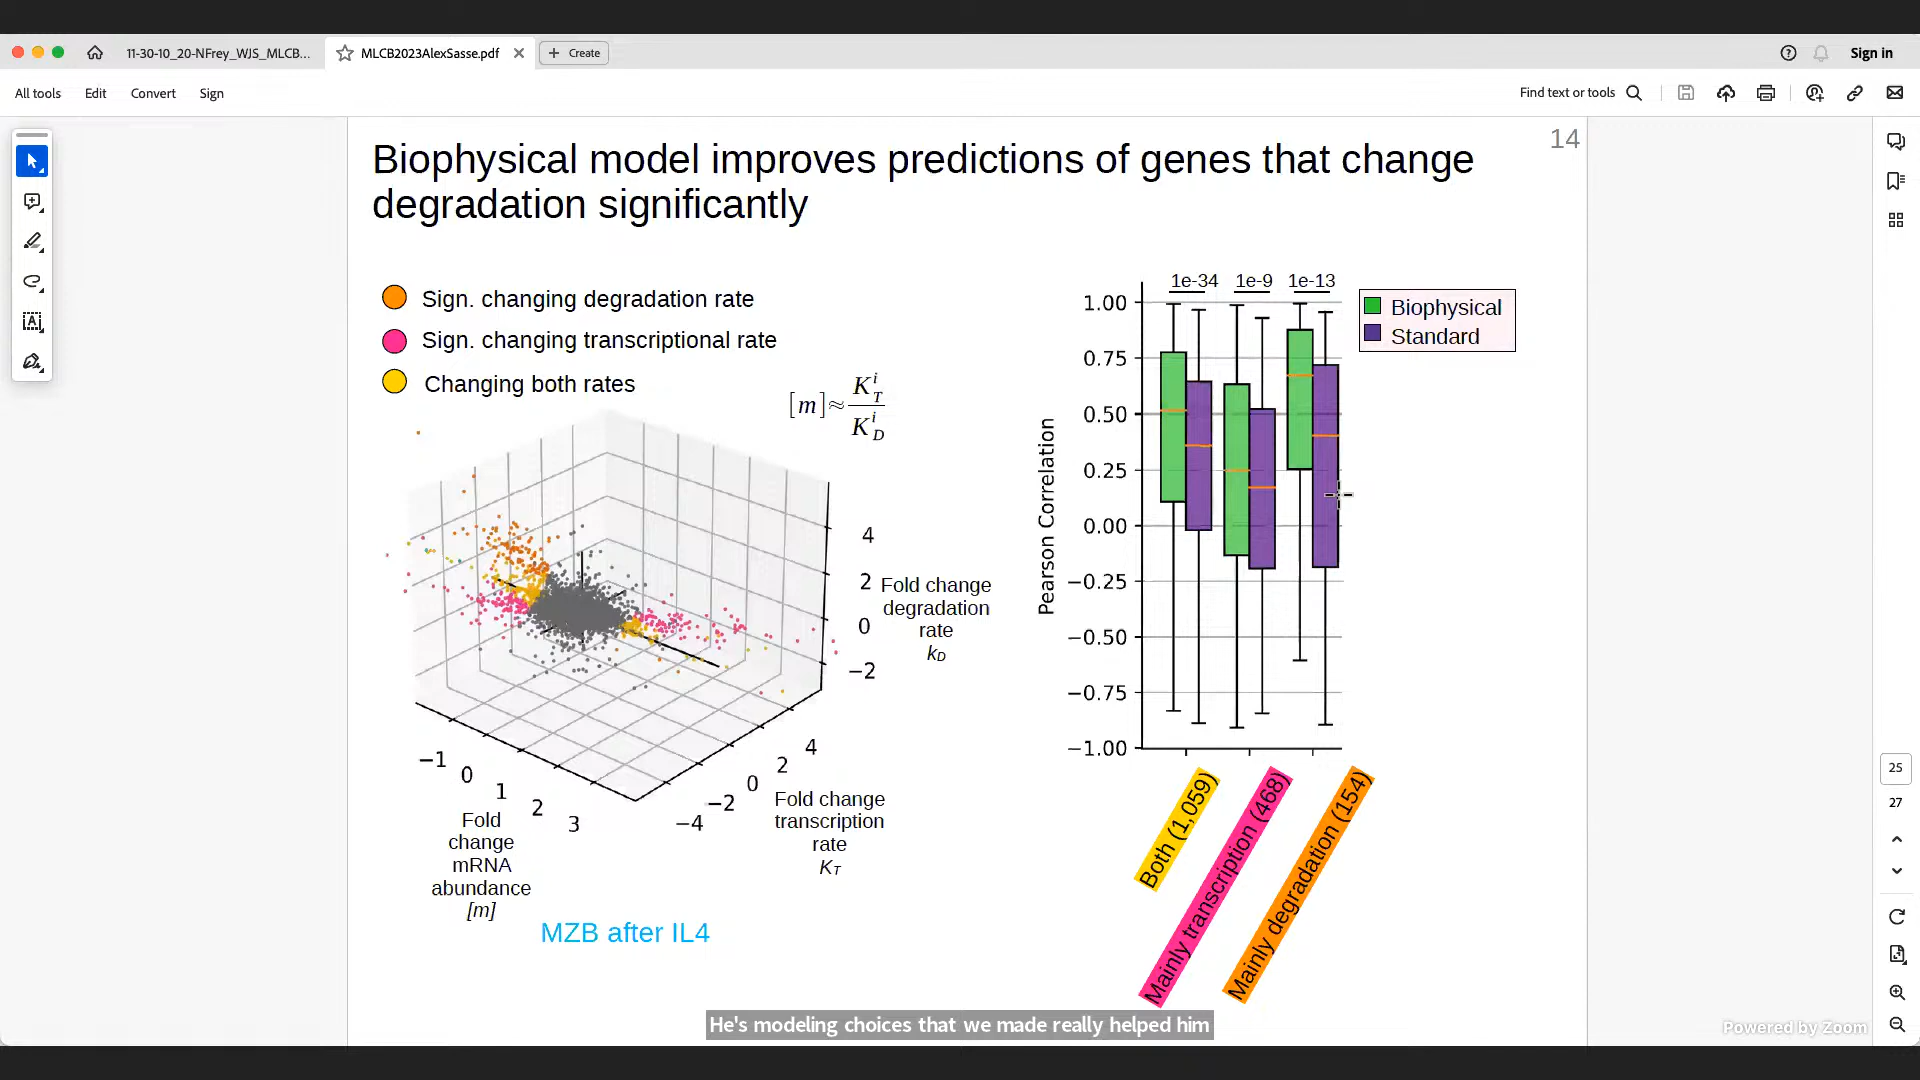 11-30-10_20-NFrey_WJS_MLCB...
MLCB2023AlexSasse.pdf
Create
Sign in
All tools
Edit
Convert
Sign
Find text or tools
14
Biophysical model improves predictions of genes that change
degradation significantly
Sign. changing degradation rate
Sign. changing transcriptional rate
Changing both rates
[m]≈K^i_T/K^i_D
4
2
0
−2
Fold change
degradation
rate
kD
−1
0
1
2
3
Fold
change
mRNA
abundance
[m]
4
2
0
−2
−4
Fold change
transcription
rate
KT
MZB after IL4
1e-34
1e-9
1e-13
Biophysical
Standard
Pearson Correlation
1.00
0.75
0.50
0.25
0.00
−0.25
−0.50
−0.75
−1.00
Both (1,059)
Mainly transcription (468)
Mainly degradation (154)
25
27
He's modeling choices that we made really helped him
Powered by Zoom